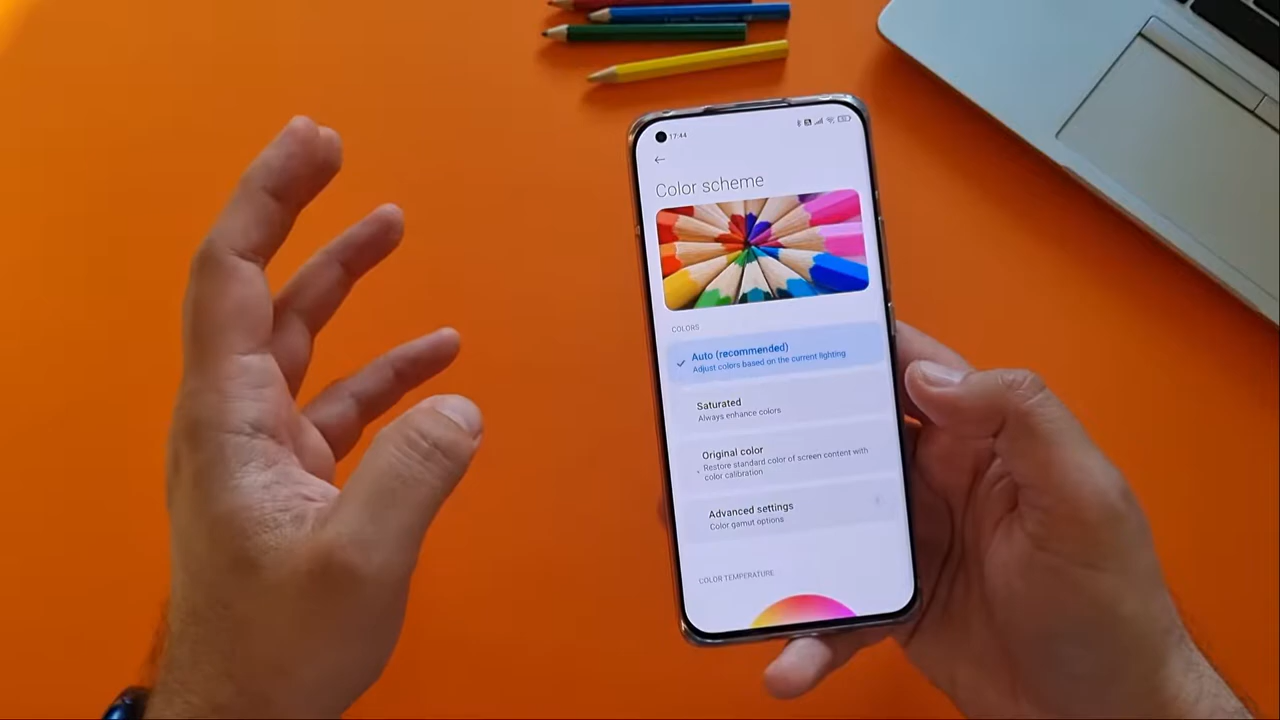 17:44
Color scheme
COLORS
Auto (recommended)
Adjust colors based on the current lighting
Saturated
Always enhance colors
Original color
Restore standard color of screen content with
color calibration
Advanced settings
Color gamut options
COLOR TEMPERATURE